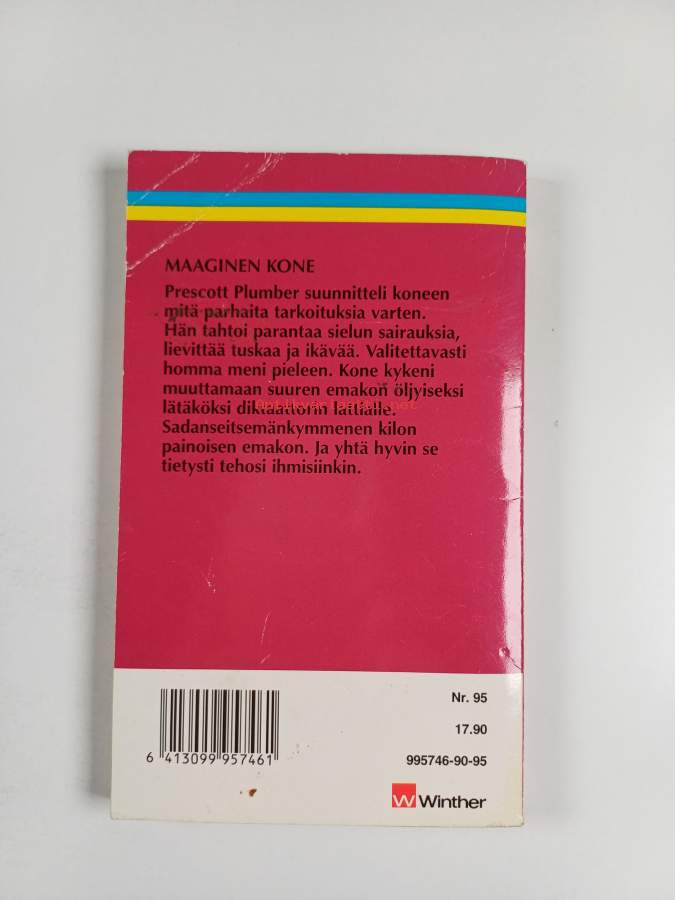 MAAGINEN KONE
Prescott Plumber suunnitteli koneen
mitä parhaita tarkoituksia varten.
Hän tahtoi parantaa sielun sairauksia,
lievittää tuskaa ja ikävää. Valitettavasti
homma meni pieleen. Kone kykeni
muuttamaan suuren emakon öljyiseksi
lätäköksi diktaattorin lattialle.
Sadanseitsemänkymmenen kilon
painoisen emakon. Ja yhtä hyvin se
tietysti tehosi ihmisiinkin.
Nr. 95
17.90
6 413099 957461
995746-90-95
W Winther